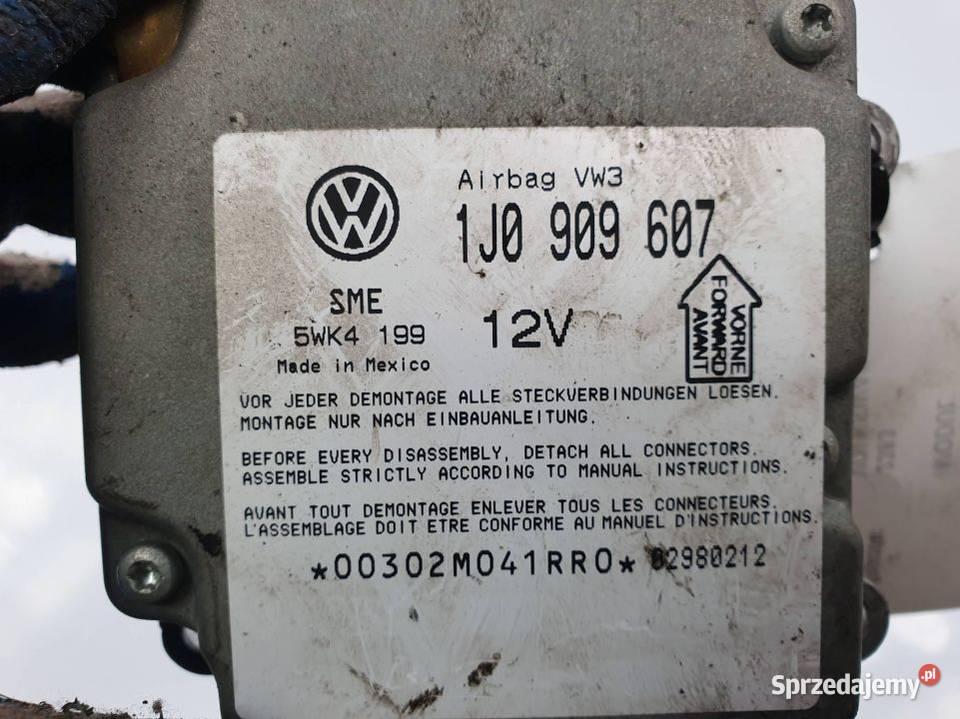 Airbag VW3
1J0 909 607
SME
5WK4 199
12V
Made in Mexico
VORNE
FORWARD
AVANT
VOR JEDER DEMONTAGE ALLE STECKVERBINDUNGEN LOESEN.
MONTAGE NUR NACH EINBAUANLEITUNG.
BEFORE EVERY DISASSEMBLY, DETACH ALL CONNECTORS.
ASSEMBLE STRICTLY ACCORDING TO MANUAL INSTRUCTIONS.
AVANT TOUT DEMONTAGE ENLEVER TOUS LES CONNECTEURS.
L'ASSEMBLAGE DOIT ETRE CONFORME AU MANUEL D'INSTRUCTIONS.
*00302M041RR0* 02980212
Sprzedajemy.pl